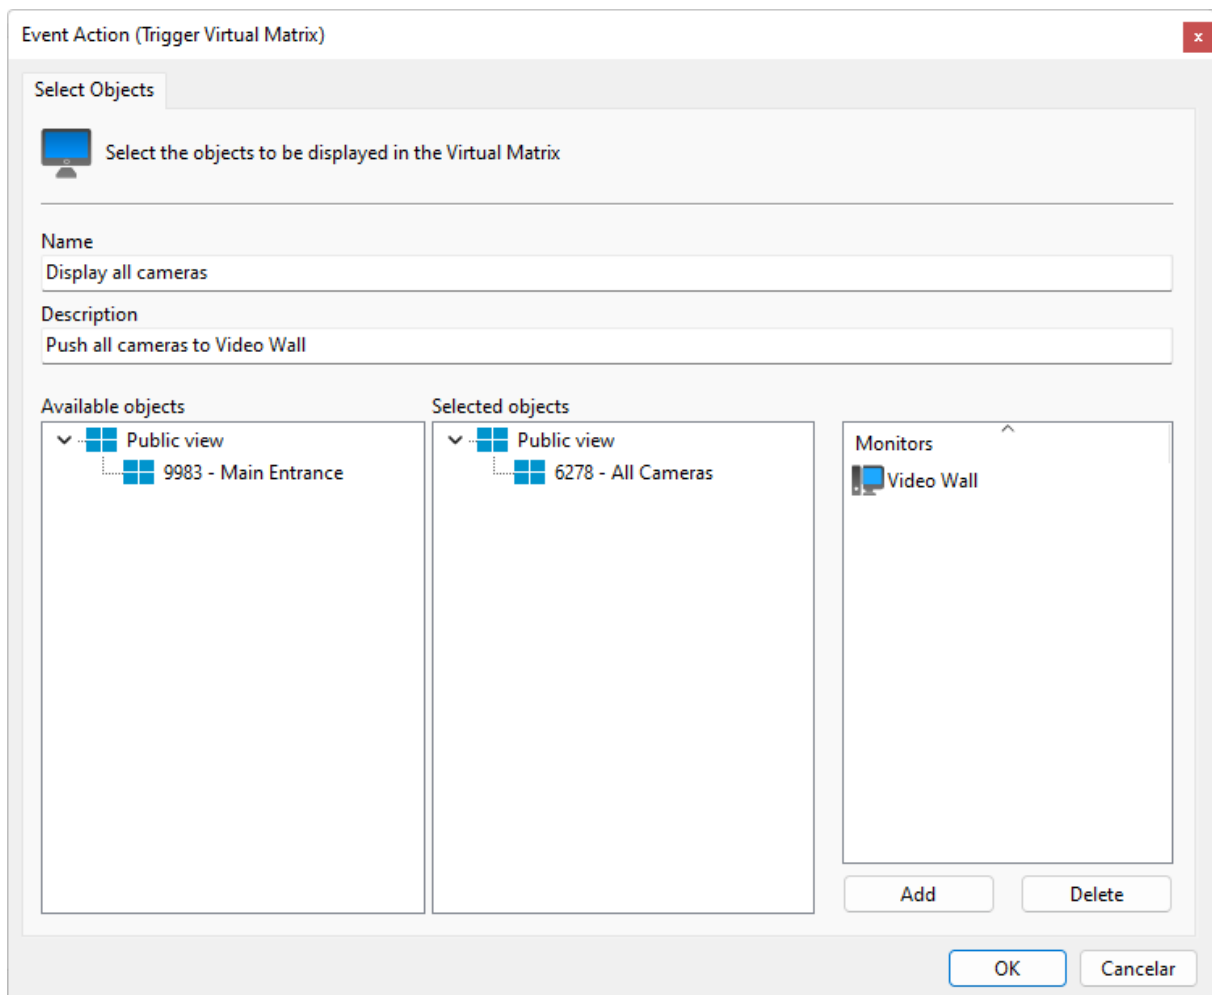 Event Action (Trigger Virtual Matrix)
x
Select Objects
Select the objects to be displayed in the Virtual Matrix
Name
Display all cameras
Description
Push all cameras to Video Wall
Available objects
Public view
9983 - Main Entrance
Selected objects
Public view
6278 - All Cameras
Monitors
Video Wall
Add
Delete
OK
Cancelar